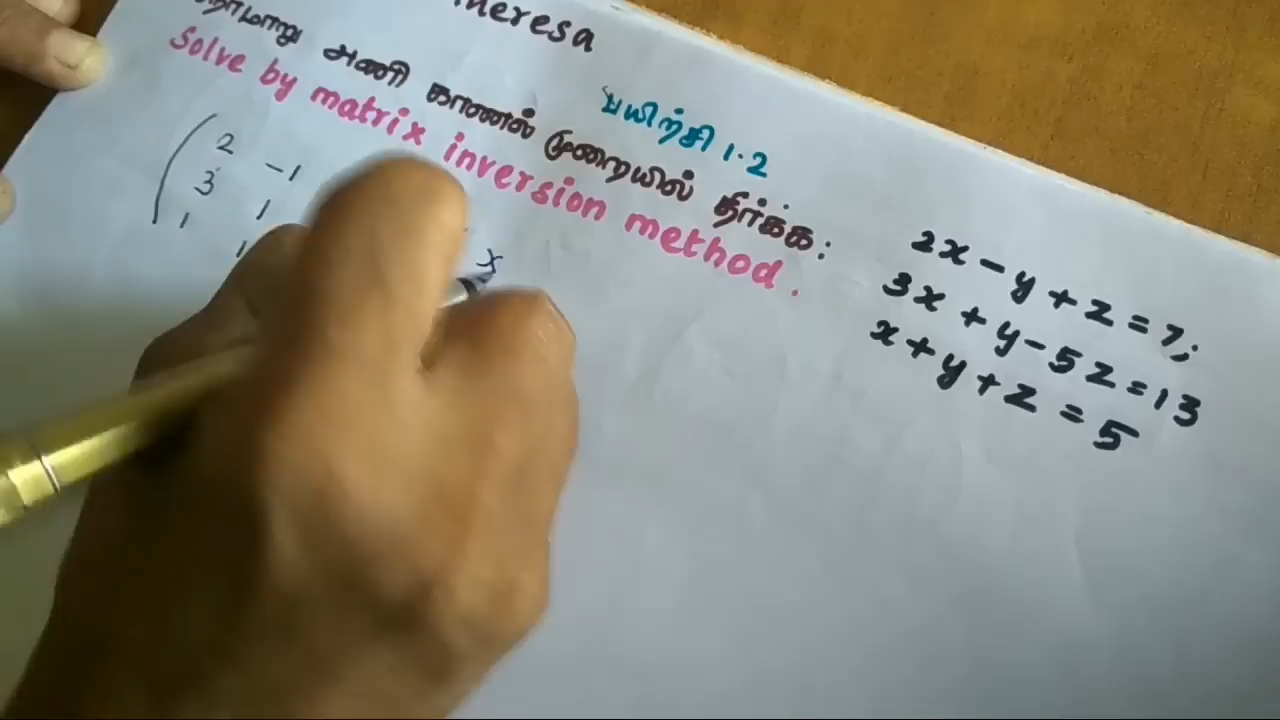 அணி காணல் முறையில் தீர்க்க:
Solve by matrix inversion method.
பயிற்சி 1.2
2x - y + z = 7;
3x + y - 5z = 13
x + y + z = 5
2 -1
3 1
1 1
x